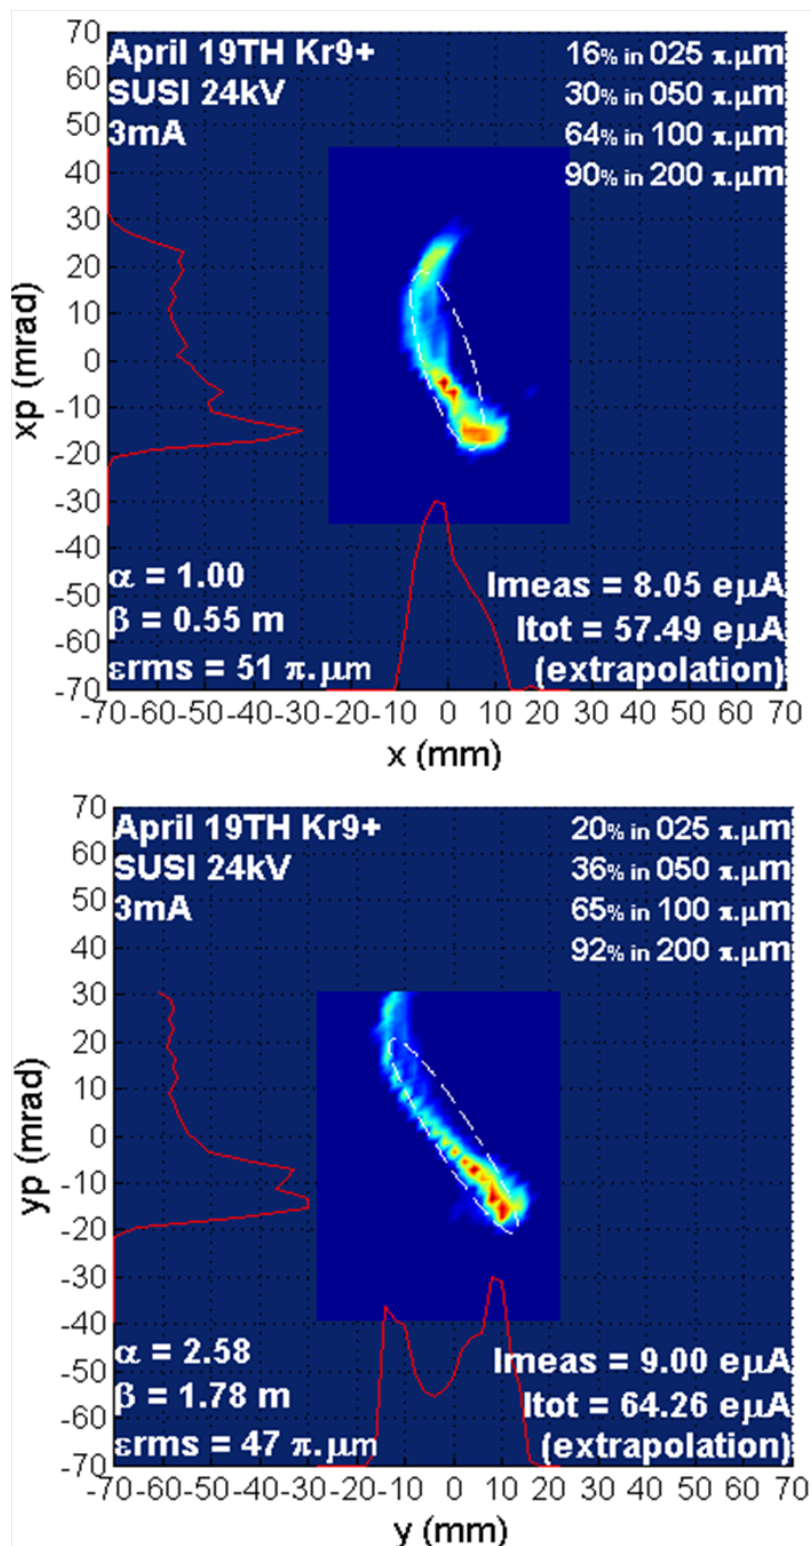 70
60
50
40
30
20
10
0
-10
-20
-30
-40
-50
-60
-70
xp (mrad)
April 19TH Kr9+
SUSI 24kV
3mA
16% in 025 π.μm
30% in 050 π.μm
64% in 100 π.μm
90% in 200 π.μm
α = 1.00
β = 0.55 m
εrms = 51 π.μm
Imeas = 8.05 eμA
Itot = 57.49 eμA
(extrapolation)
-70 -60 -50 -40 -30 -20 -10 0 10 20 30 40 50 60 70
x (mm)
70
60
50
40
30
20
10
0
-10
-20
-30
-40
-50
-60
-70
yp (mrad)
April 19TH Kr9+
SUSI 24kV
3mA
20% in 025 π.μm
36% in 050 π.μm
65% in 100 π.μm
92% in 200 π.μm
α = 2.58
β = 1.78 m
εrms = 47 π.μm
Imeas = 9.00 eμA
Itot = 64.26 eμA
(extrapolation)
-70 -60 -50 -40 -30 -20 -10 0 10 20 30 40 50 60 70
y (mm)